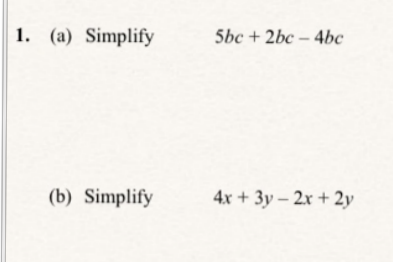 1. (a) Simplify 5bc + 2bc – 4bc
(b) Simplify 4x + 3y – 2x + 2y